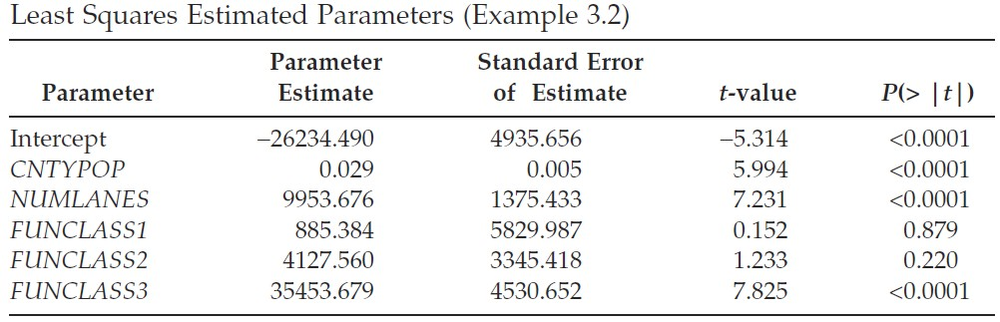 Least Squares Estimated Parameters (Example 3.2)
Parameter Standard Error
Parameter Estimate of Estimate t-value P(> |t|)
Intercept −26234.490 4935.656 −5.314 <0.0001
CNTYPOP 0.029 0.005 5.994 <0.0001
NUMLANES 9953.676 1375.433 7.231 <0.0001
FUNCLASS1 885.384 5829.987 0.152 0.879
FUNCLASS2 4127.560 3345.418 1.233 0.220
FUNCLASS3 35453.679 4530.652 7.825 <0.0001